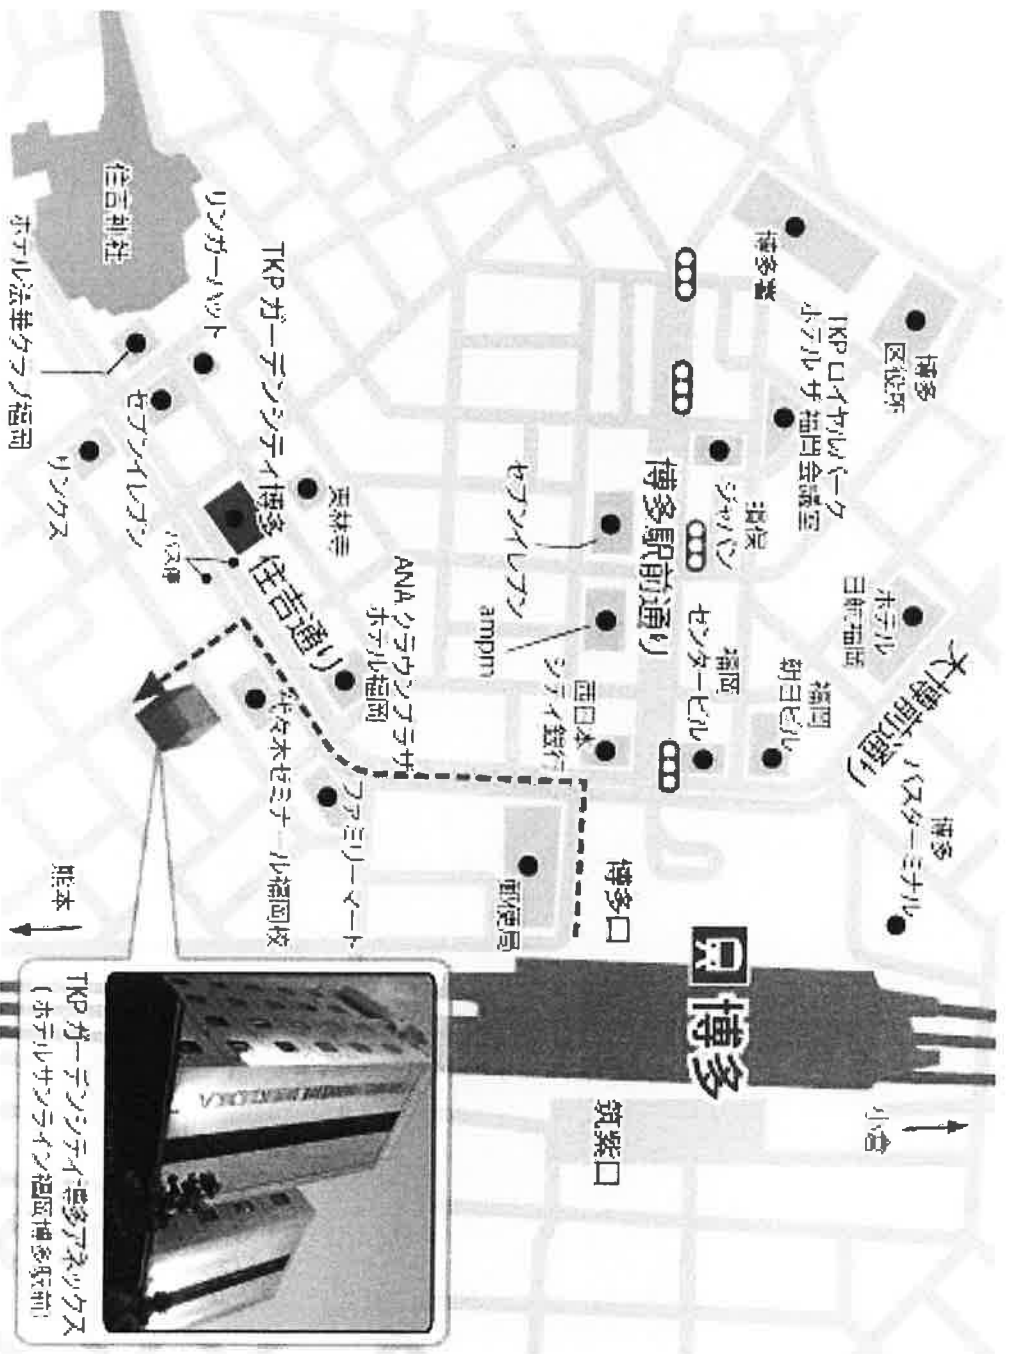 博多
区役所
博多署
TKP ロイヤルパーク
ホテル ザ 福岡会議室
損保
ジャパン
博多駅前通り
ホテル
日航福岡
大博前通り
福岡
朝日ビル
福岡
センタービル
博多
バスターミナル
セブンイレブン
ampm
西日本
シティ銀行
博多口
郵便局
博多
筑紫口
小倉
熊本
住吉神社
リンガーハット
ホテル法華クラブ福岡
セブンイレブン
リンクス
TKP ガーデンシティ博多
バス停
住吉通り
ANAクラウンプラザ
ホテル福岡
代々木ゼミナール福岡校
ファミリーマート
TKP ガーデンシティ博多アネックス
(ホテルサンライン福岡博多駅前)